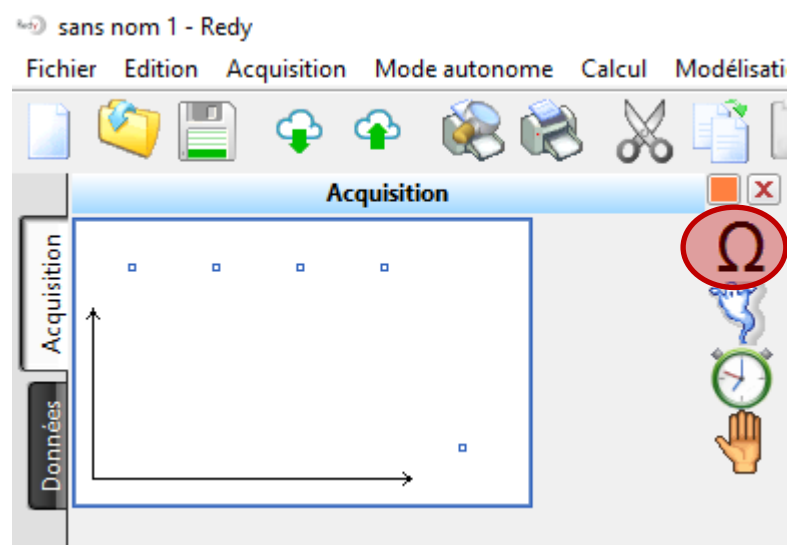 sans nom 1 - Redy
Fichier Edition Acquisition Mode autonome Calcul Modélisati
Acquisition
Ω
Acquisition
Données